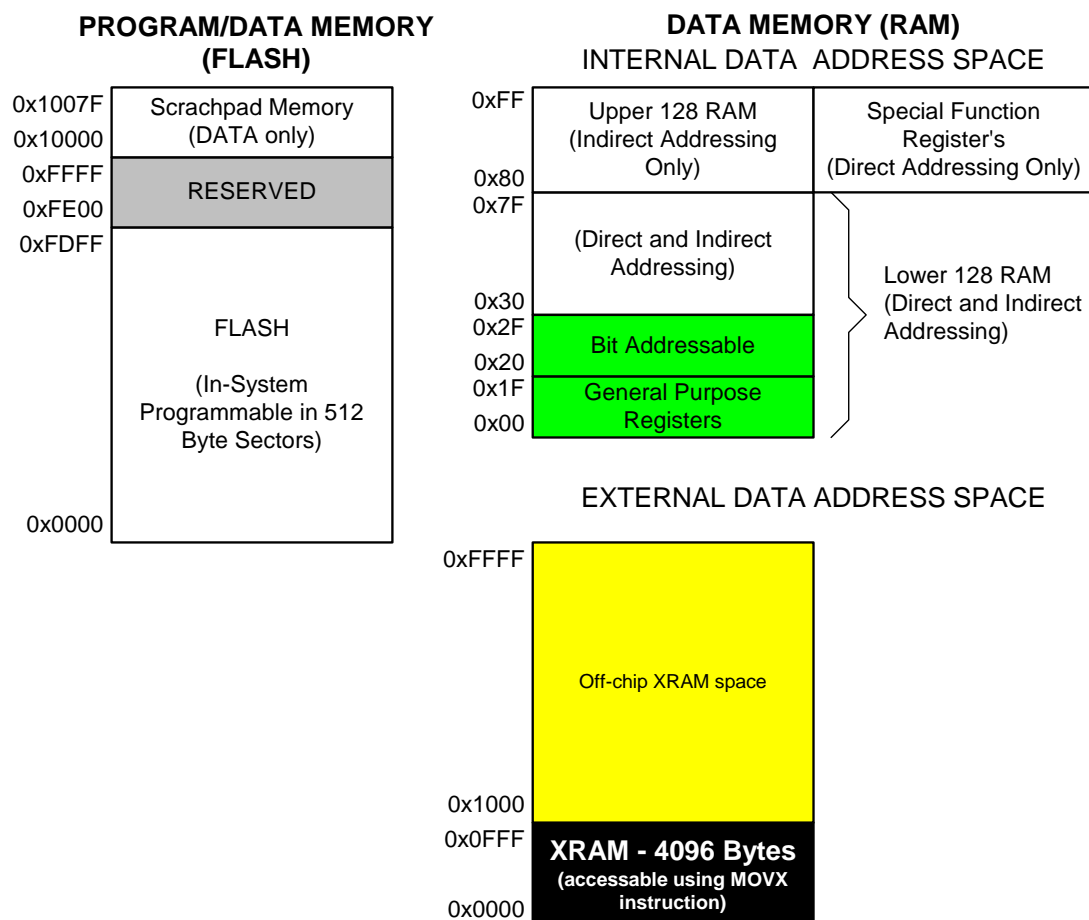 PROGRAM/DATA MEMORY
(FLASH)
0x1007F
Scrachpad Memory
(DATA only)
0x10000
0xFFFF
RESERVED
0xFE00
0xFDFF
FLASH
(In-System
Programmable in 512
Byte Sectors)
0x0000
DATA MEMORY (RAM)
INTERNAL DATA ADDRESS SPACE
0xFF
Upper 128 RAM
(Indirect Addressing
Only)
0x80
Special Function
Register's
(Direct Addressing Only)
0x7F
(Direct and Indirect
Addressing)
0x30
Lower 128 RAM
(Direct and Indirect
Addressing)
0x2F
Bit Addressable
0x20
0x1F
General Purpose
Registers
0x00
EXTERNAL DATA ADDRESS SPACE
0xFFFF
Off-chip XRAM space
0x1000
0x0FFF
XRAM - 4096 Bytes
(accessable using MOVX
instruction)
0x0000